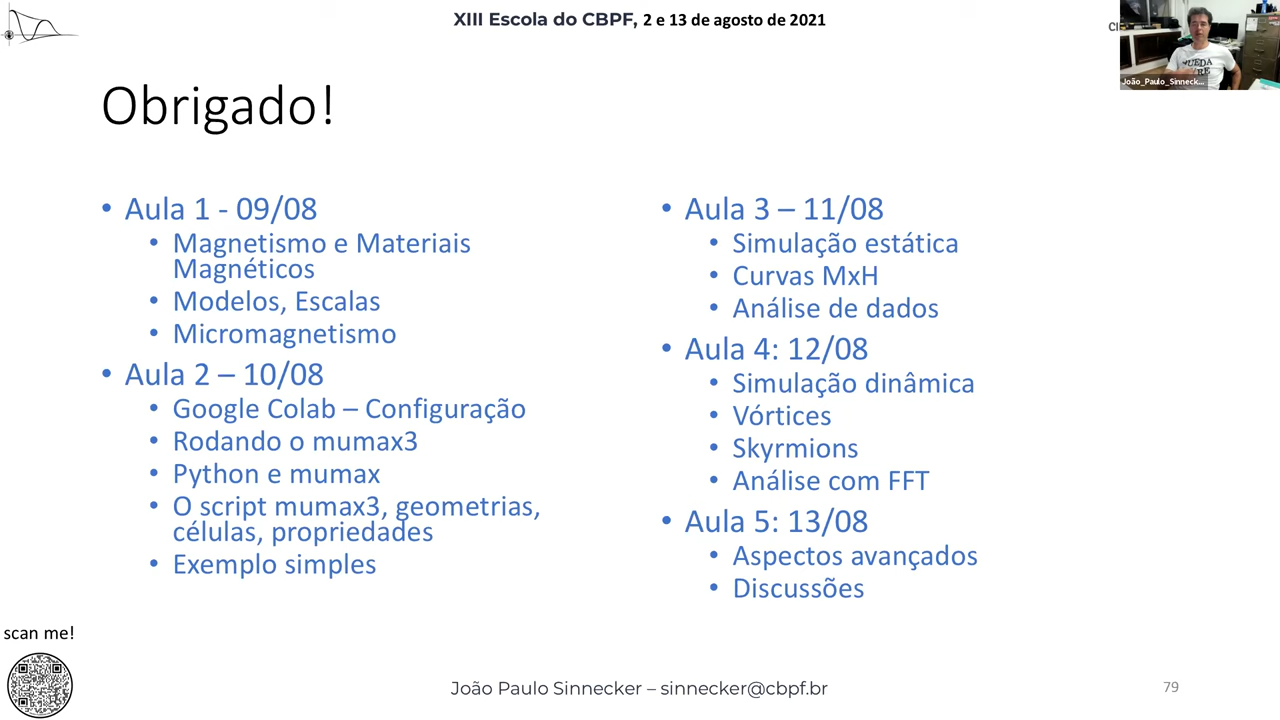 XIII Escola do CBPF, 2 e 13 de agosto de 2021
João_Paulo_Sinneck...
Obrigado!
• Aula 1 - 09/08
• Magnetismo e Materiais
Magnéticos
• Modelos, Escalas
• Micromagnetismo
• Aula 2 – 10/08
• Google Colab – Configuração
• Rodando o mumax3
• Python e mumax
• O script mumax3, geometrias,
células, propriedades
• Exemplo simples
• Aula 3 – 11/08
• Simulação estática
• Curvas MxH
• Análise de dados
• Aula 4: 12/08
• Simulação dinâmica
• Vórtices
• Skyrmions
• Análise com FFT
• Aula 5: 13/08
• Aspectos avançados
• Discussões
scan me!
João Paulo Sinnecker – sinnecker@cbpf.br
79